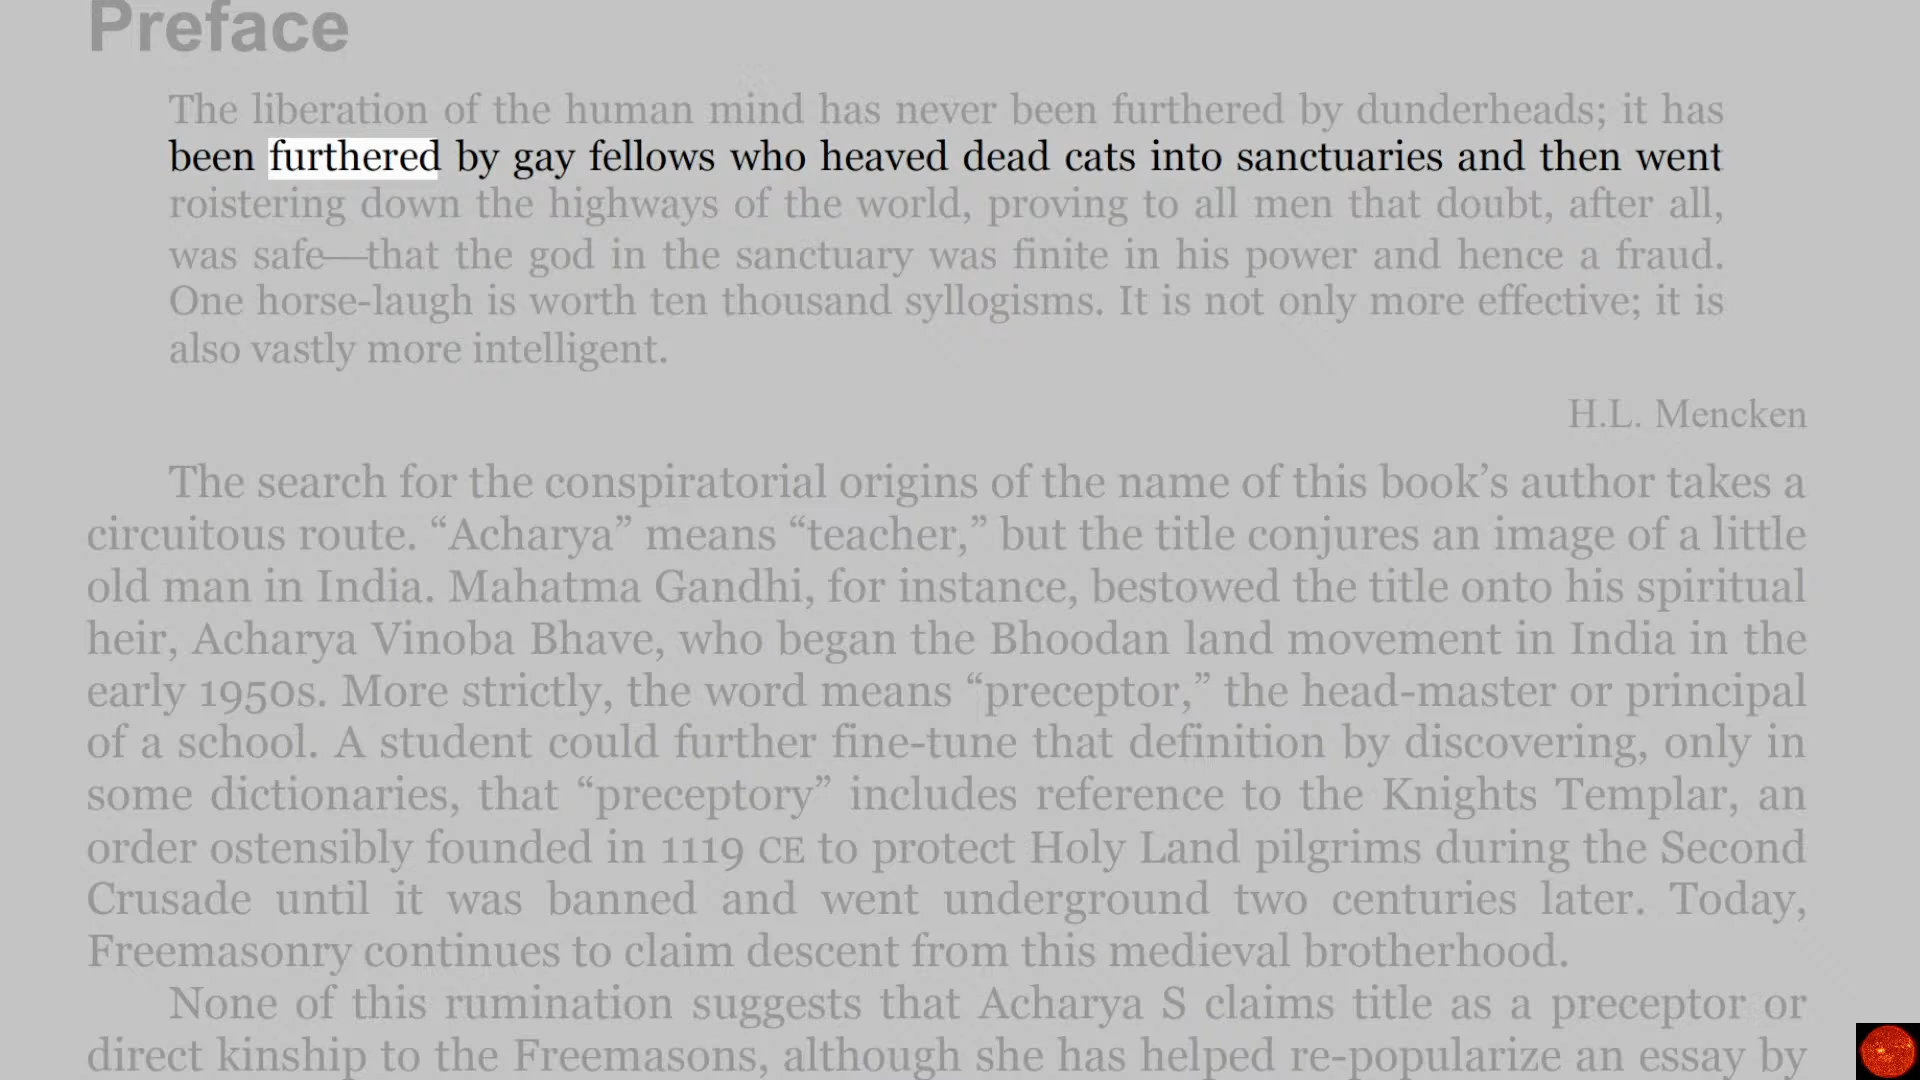 Preface
The liberation of the human mind has never been furthered by dunderheads; it has
been furthered by gay fellows who heaved dead cats into sanctuaries and then went
roistering down the highways of the world, proving to all men that doubt, after all,
was safe—that the god in the sanctuary was finite in his power and hence a fraud.
One horse-laugh is worth ten thousand syllogisms. It is not only more effective; it is
also vastly more intelligent.
H.L. Mencken
The search for the conspiratorial origins of the name of this book’s author takes a
circuitous route. “Acharya” means “teacher,” but the title conjures an image of a little
old man in India. Mahatma Gandhi, for instance, bestowed the title onto his spiritual
heir, Acharya Vinoba Bhave, who began the Bhoodan land movement in India in the
early 1950s. More strictly, the word means “preceptor,” the head-master or principal
of a school. A student could further fine-tune that definition by discovering, only in
some dictionaries, that “preceptory” includes reference to the Knights Templar, an
order ostensibly founded in 1119 CE to protect Holy Land pilgrims during the Second
Crusade until it was banned and went underground two centuries later. Today,
Freemasonry continues to claim descent from this medieval brotherhood.
None of this rumination suggests that Acharya S claims title as a preceptor or
direct kinship to the Freemasons, although she has helped re-popularize an essay by